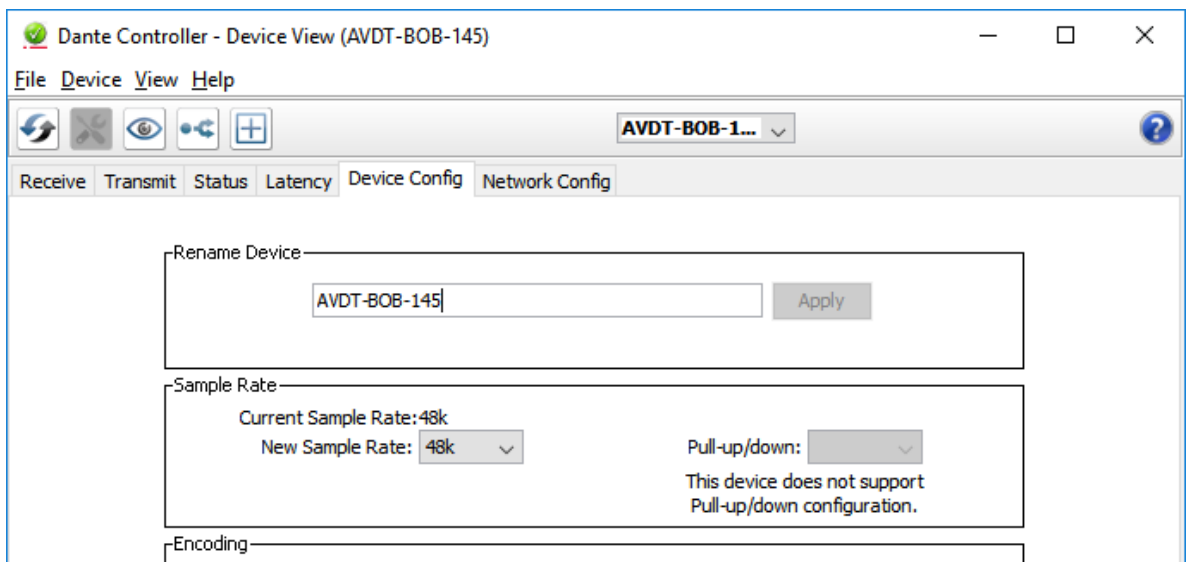 Dante Controller - Device View (AVDT-BOB-145)
File Device View Help
AVDT-BOB-1...
?
Receive Transmit Status Latency Device Config Network Config
Rename Device
AVDT-BOB-145 Apply
Sample Rate
Current Sample Rate:48k
New Sample Rate: 48k Pull-up/down:
This device does not support
Pull-up/down configuration.
Encoding